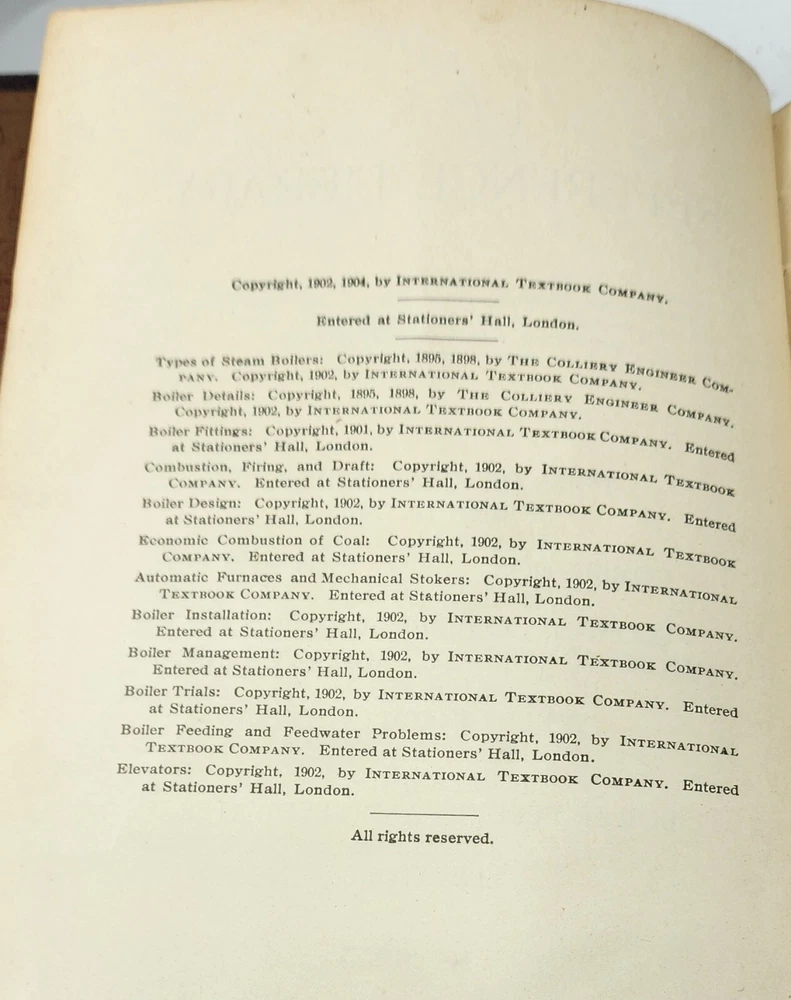 Copyright, 1902, 1904, by INTERNATIONAL TEXTBOOK COMPANY.
Entered at Stationers' Hall, London.
Types of Steam Boilers: Copyright, 1895, 1898, by THE COLLIERY ENGINEER COM-
PANY. Copyright, 1902, by INTERNATIONAL TEXTBOOK COMPANY.
Boiler Details: Copyright, 1895, 1898, by THE COLLIERY ENGINEER COMPANY.
Copyright, 1902, by INTERNATIONAL TEXTBOOK COMPANY.
Boiler Fittings: Copyright, 1901, by INTERNATIONAL TEXTBOOK COMPANY. Entered
at Stationers' Hall, London.
Combustion, Firing, and Draft: Copyright, 1902, by INTERNATIONAL TEXTBOOK
COMPANY. Entered at Stationers' Hall, London.
Boiler Design: Copyright, 1902, by INTERNATIONAL TEXTBOOK COMPANY. Entered
at Stationers' Hall, London.
Economic Combustion of Coal: Copyright, 1902, by INTERNATIONAL TEXTBOOK
COMPANY. Entered at Stationers' Hall, London.
Automatic Furnaces and Mechanical Stokers: Copyright, 1902, by INTERNATIONAL
TEXTBOOK COMPANY. Entered at Stationers' Hall, London.
Boiler Installation: Copyright, 1902, by INTERNATIONAL TEXTBOOK COMPANY.
Entered at Stationers' Hall, London.
Boiler Management: Copyright, 1902, by INTERNATIONAL TEXTBOOK COMPANY.
Entered at Stationers' Hall, London.
Boiler Trials: Copyright, 1902, by INTERNATIONAL TEXTBOOK COMPANY. Entered
at Stationers' Hall, London.
Boiler Feeding and Feedwater Problems: Copyright, 1902, by INTERNATIONAL
TEXTBOOK COMPANY. Entered at Stationers' Hall, London.
Elevators: Copyright, 1902, by INTERNATIONAL TEXTBOOK COMPANY. Entered
at Stationers' Hall, London.
All rights reserved.